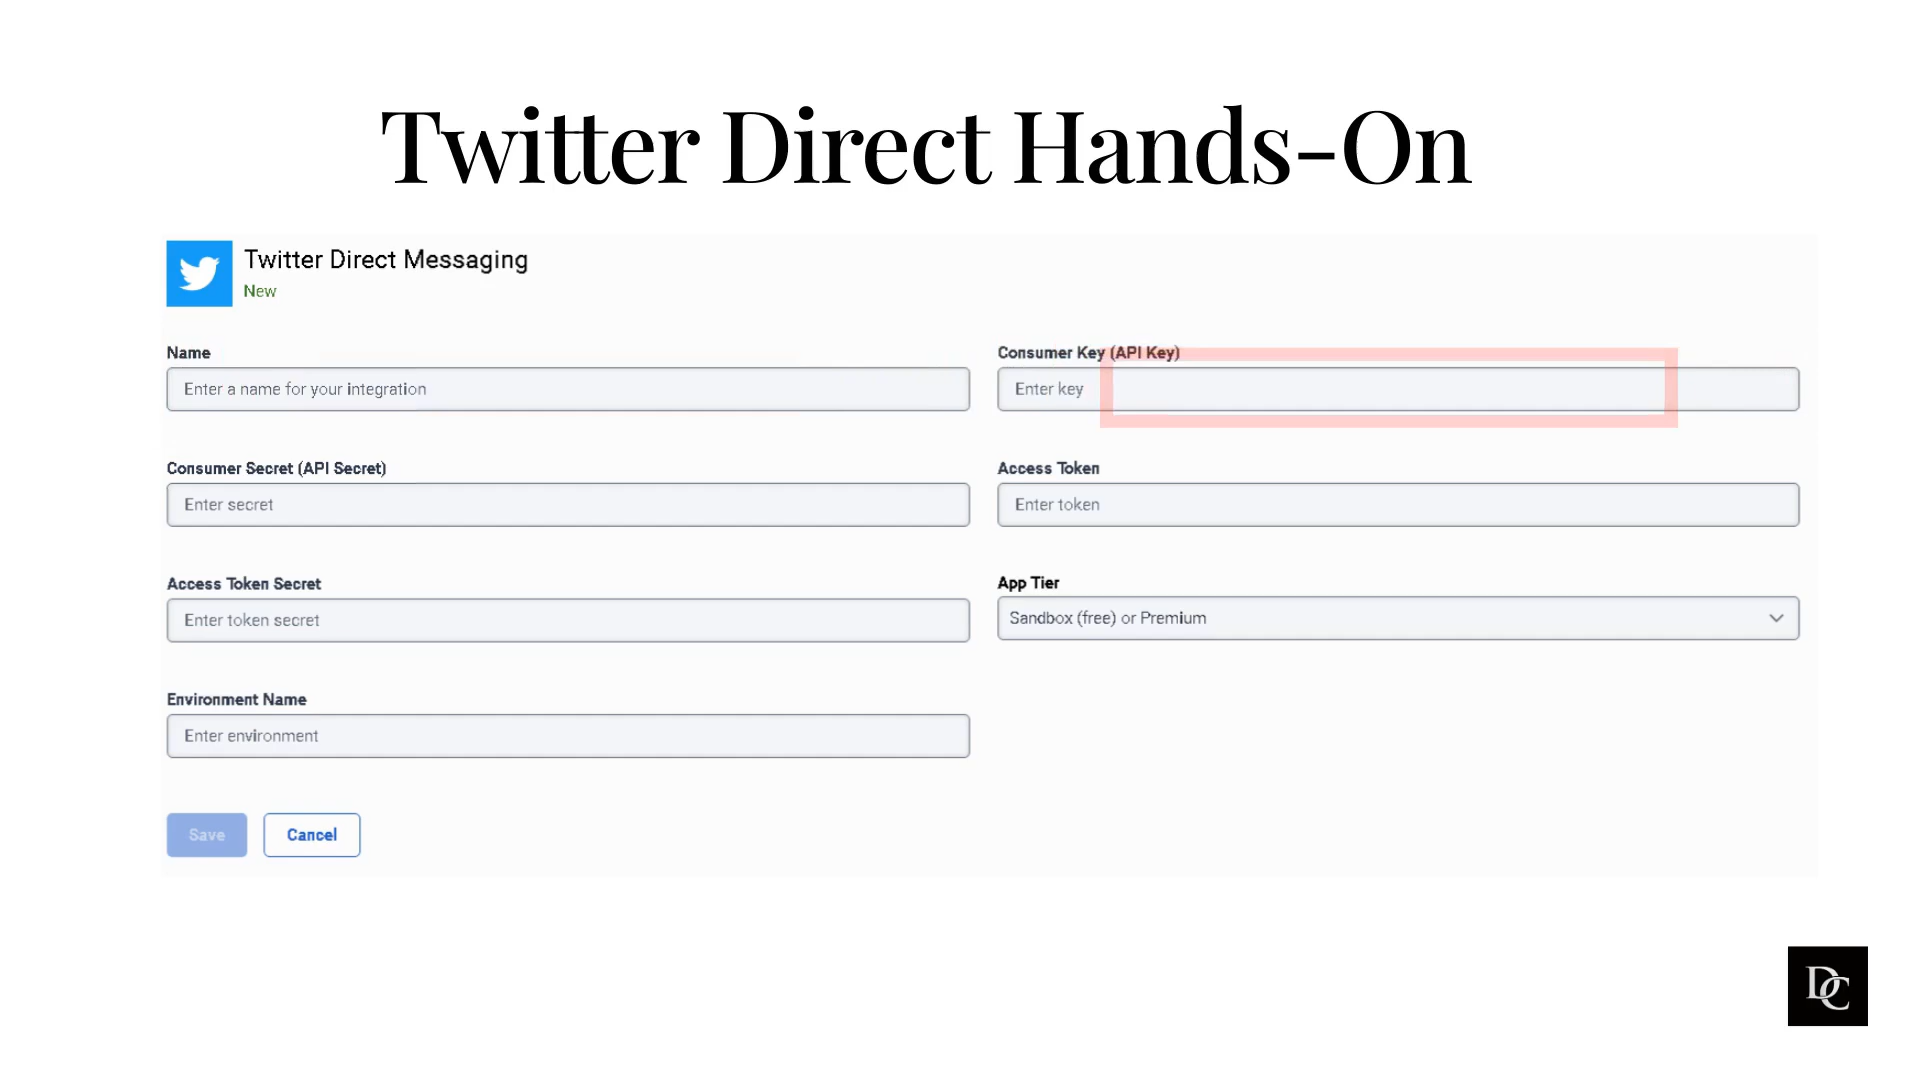 Twitter Direct Hands-On
Twitter Direct Messaging
New
Name
Enter a name for your integration
Consumer Key (API Key)
Enter key
Consumer Secret (API Secret)
Enter secret
Access Token
Enter token
Access Token Secret
Enter token secret
App Tier
Sandbox (free) or Premium
Environment Name
Enter environment
Save
Cancel
DC